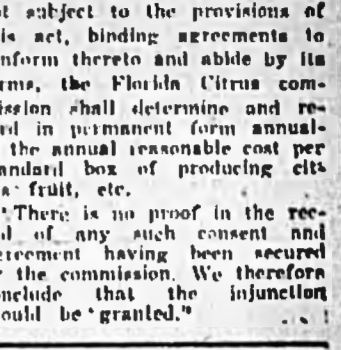 ot subject to the provisions of
is act, binding agreements to
nform thereto and abide by its
rms, the Florida Citrus com-
ission shall determine and re-
rd in permanent form annual-
the annual reasonable cost per
andard box of producing cit-
s fruit, etc.
"There is no proof in the rec-
d of any such consent and
reement having been secured
y the commission. We therefore
nclude that the injunction
ould be granted."